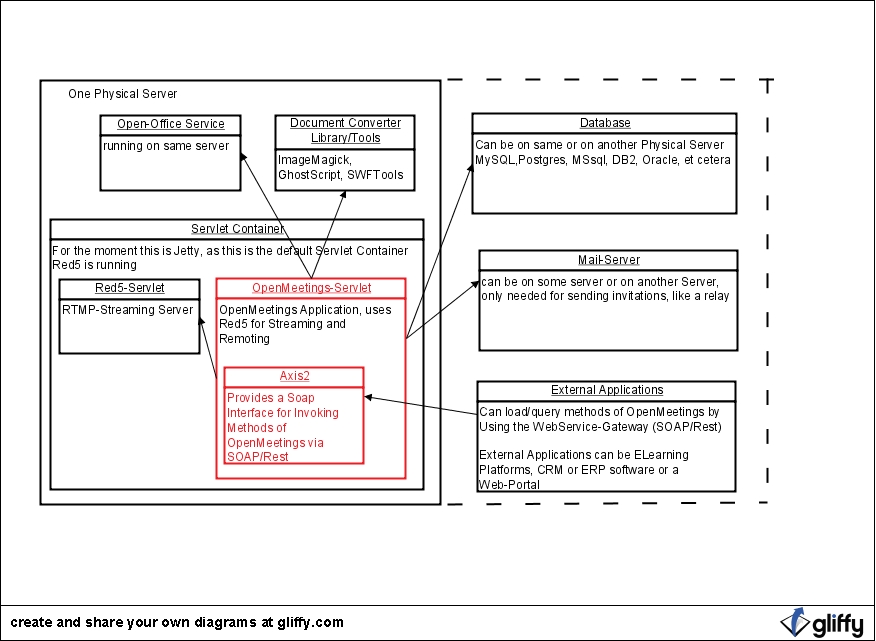 One Physical Server
Open-Office Service
running on same server
Document Converter
Library/Tools
ImageMagick,
GhostScript, SWFTools
Database
Can be on same or on another Physical Server
MySQL,Postgres, MSsql, DB2, Oracle, et cetera
Servlet Container
For the moment this is Jetty, as this is the default Servlet Container
Red5 is running
Red5-Servlet
RTMP-Streaming Server
OpenMeetings-Servlet
OpenMeetings Application, uses
Red5 for Streaming and
Remoting
Axis2
Provides a Soap
Interface for Invoking
Methods of
OpenMeetings via
SOAP/Rest
Mail-Server
can be on some server or on another Server,
only needed for sending invitations, like a relay
External Applications
Can load/query methods of OpenMeetings by
Using the WebService-Gateway (SOAP/Rest)
External Applications can be ELearning
Platforms, CRM or ERP software or a
Web-Portal
create and share your own diagrams at gliffy.com
gliffy